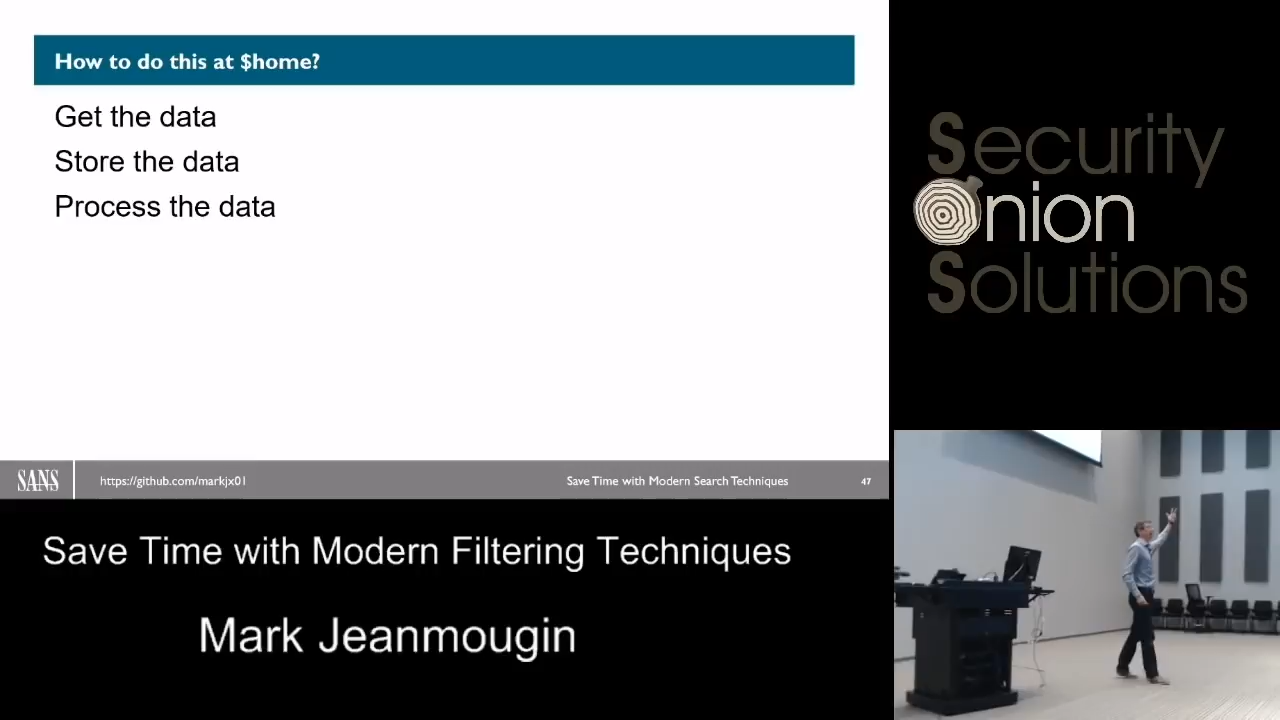 How to do this at $home?
Get the data
Store the data
Process the data
SANS
https://github.com/markjx01
Save Time with Modern Search Techniques
47
Save Time with Modern Filtering Techniques
Mark Jeanmougin
Security
Onion
Solutions